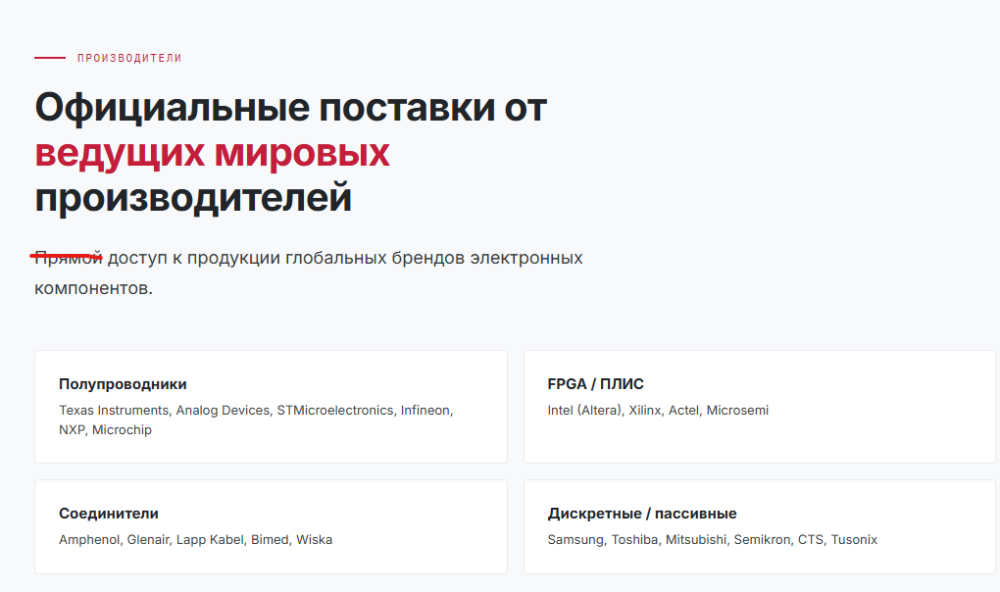 ПРОИЗВОДИТЕЛИ
Официальные поставки от
ведущих мировых
производителей
Прямой доступ к продукции глобальных брендов электронных
компонентов.
Полупроводники
Texas Instruments, Analog Devices, STMicroelectronics, Infineon,
NXP, Microchip
FPGA / ПЛИС
Intel (Altera), Xilinx, Actel, Microsemi
Соединители
Amphenol, Glenair, Lapp Kabel, Bimed, Wiska
Дискретные / пассивные
Samsung, Toshiba, Mitsubishi, Semikron, CTS, Tusonix